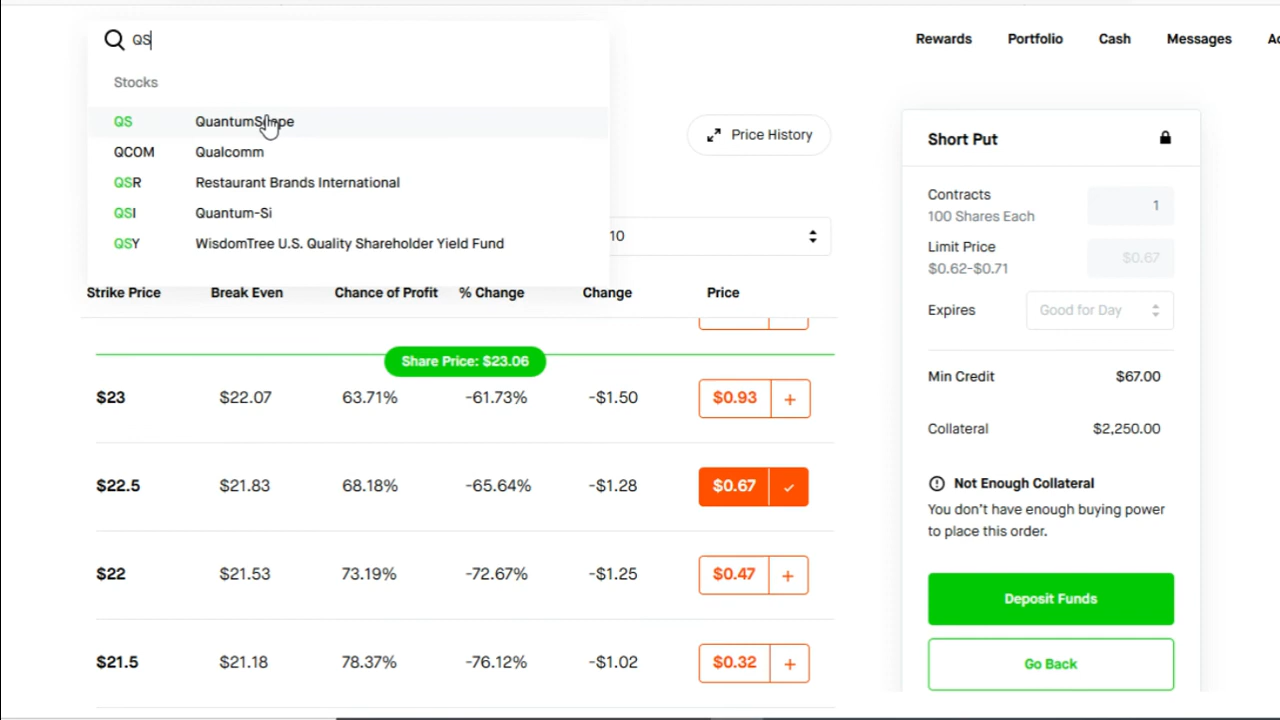 QS
Rewards Portfolio Cash Messages
Stocks
QS
QCOM Qualcomm
QSR Restaurant Brands International
QSI Quantum-Si
QSY WisdomTree U.S. Quality Shareholder Yield Fund
Price History
10
Strike Price Break Even Chance of Profit % Change Change Price
Share Price: $23.06
$23 $22.07 63.71% -61.73% -$1.50 $0.93 +
$22.5 $21.83 68.18% -65.64% -$1.28 $0.67
$22 $21.53 73.19% -72.67% -$1.25 $0.47 +
$21.5 $21.18 78.37% -76.12% -$1.02 $0.32 +
Short Put
Contracts 1
100 Shares Each
Limit Price $0.67
$0.62-$0.71
Expires Good for Day
Min Credit $67.00
Collateral $2,250.00
Not Enough Collateral
You don't have enough buying power
to place this order.
Deposit Funds
Go Back